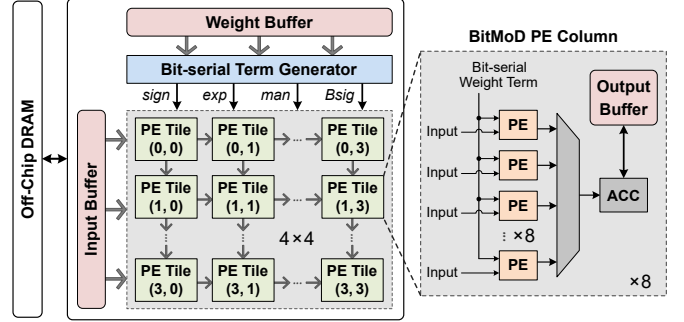 Off-Chip DRAM
Weight Buffer
Bit-serial Term Generator
sign exp man Bsig
Input Buffer
PE Tile
(0, 0)
PE Tile
(0, 1)
...
PE Tile
(0, 3)
PE Tile
(1, 0)
PE Tile
(1, 1)
...
PE Tile
(1, 3)
...
...
4×4
...
PE Tile
(3, 0)
PE Tile
(3, 1)
...
PE Tile
(3, 3)
BitMoD PE Column
Bit-serial
Weight Term
Output
Buffer
Input
PE
Input
PE
Input
PE
ACC
... ×8
Input
PE
×8